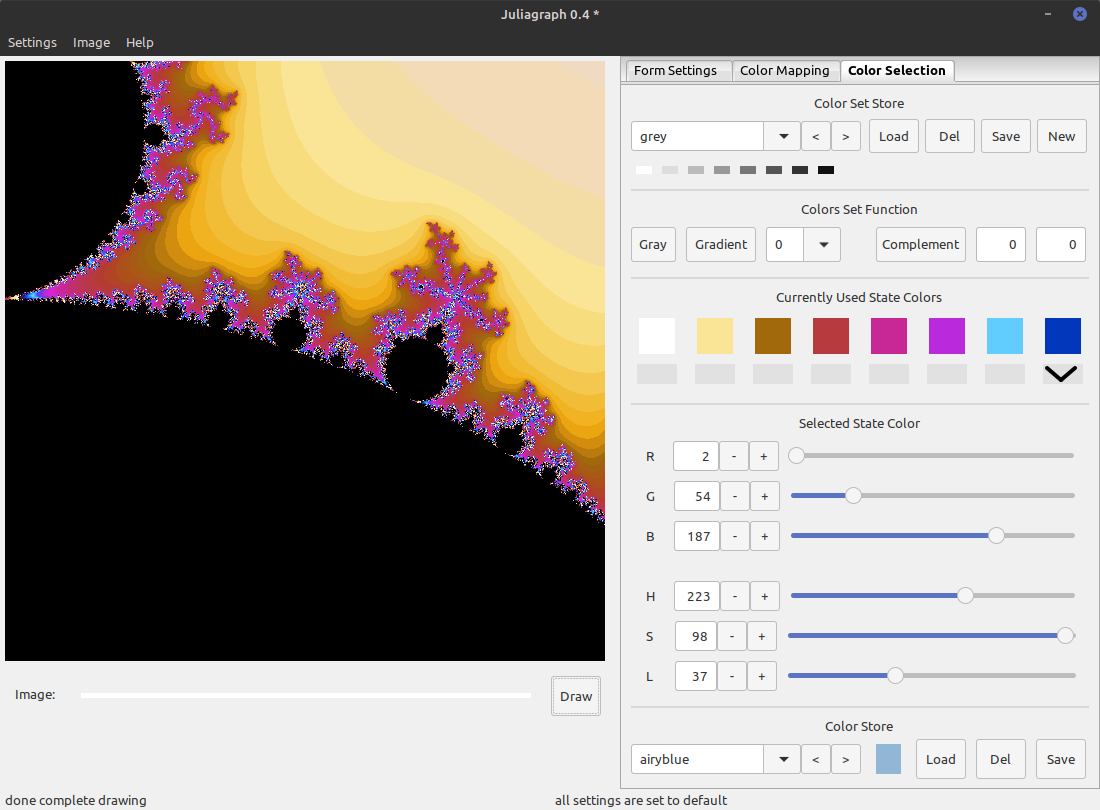 Juliagraph 0.4 *
Settings Image Help
Form Settings Color Mapping Color Selection
Color Set Store
grey < > Load Del Save New
Colors Set Function
Gray Gradient 0 Complement 0 0
Currently Used State Colors
Selected State Color
R 2 - +
G 54 - +
B 187 - +
H 223 - +
S 98 - +
L 37 - +
Image: Draw
Color Store
airyblue < > Load Del Save
done complete drawing all settings are set to default